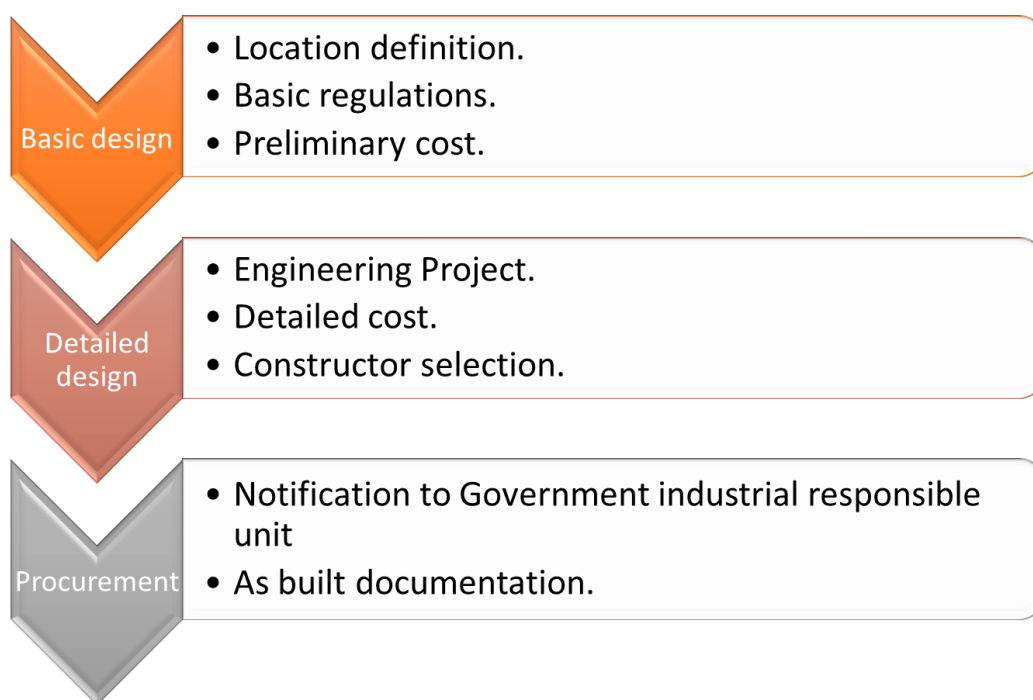 Basic design
• Location definition.
• Basic regulations.
• Preliminary cost.
Detailed
design
• Engineering Project.
• Detailed cost.
• Constructor selection.
Procurement
• Notification to Government industrial responsible
unit
• As built documentation.